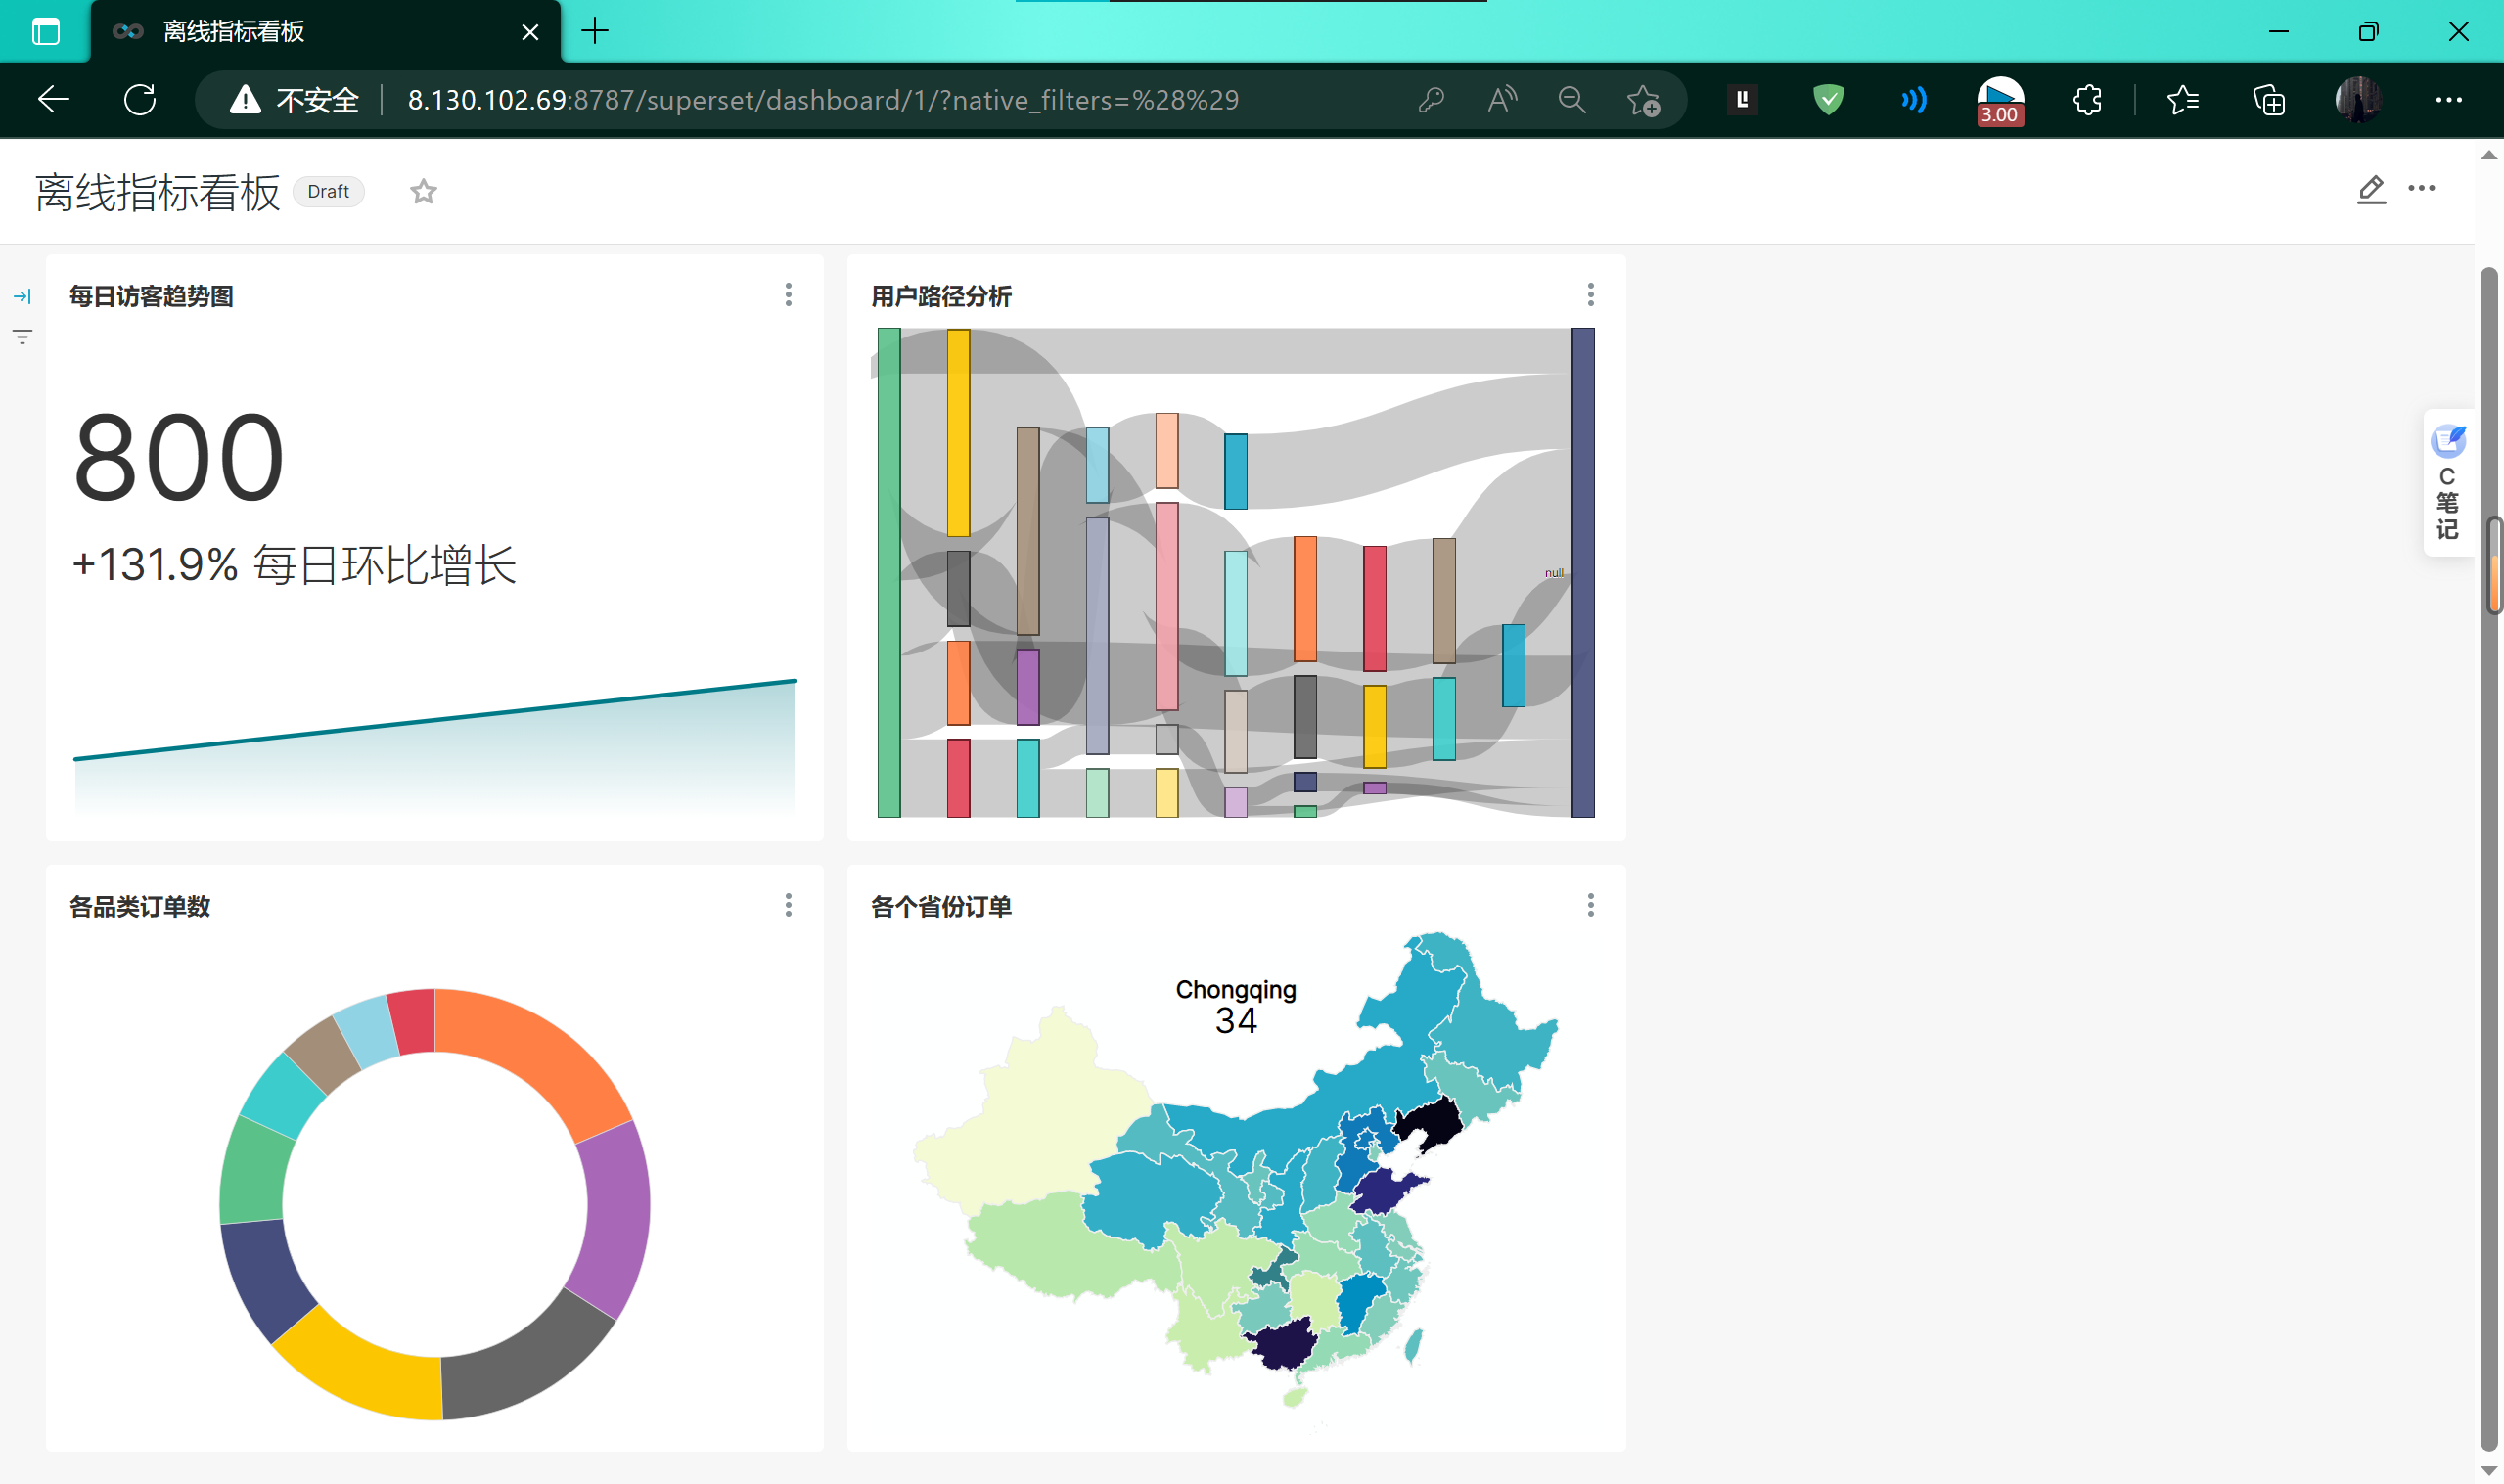 离线指标看板
不安全
8.130.102.69:8787/superset/dashboard/1/?native_filters=%28%29
3.00
离线指标看板
Draft
每日访客趋势图
800
+131.9% 每日环比增长
用户路径分析
null
C
笔
记
各品类订单数
各个省份订单
Chongqing
34